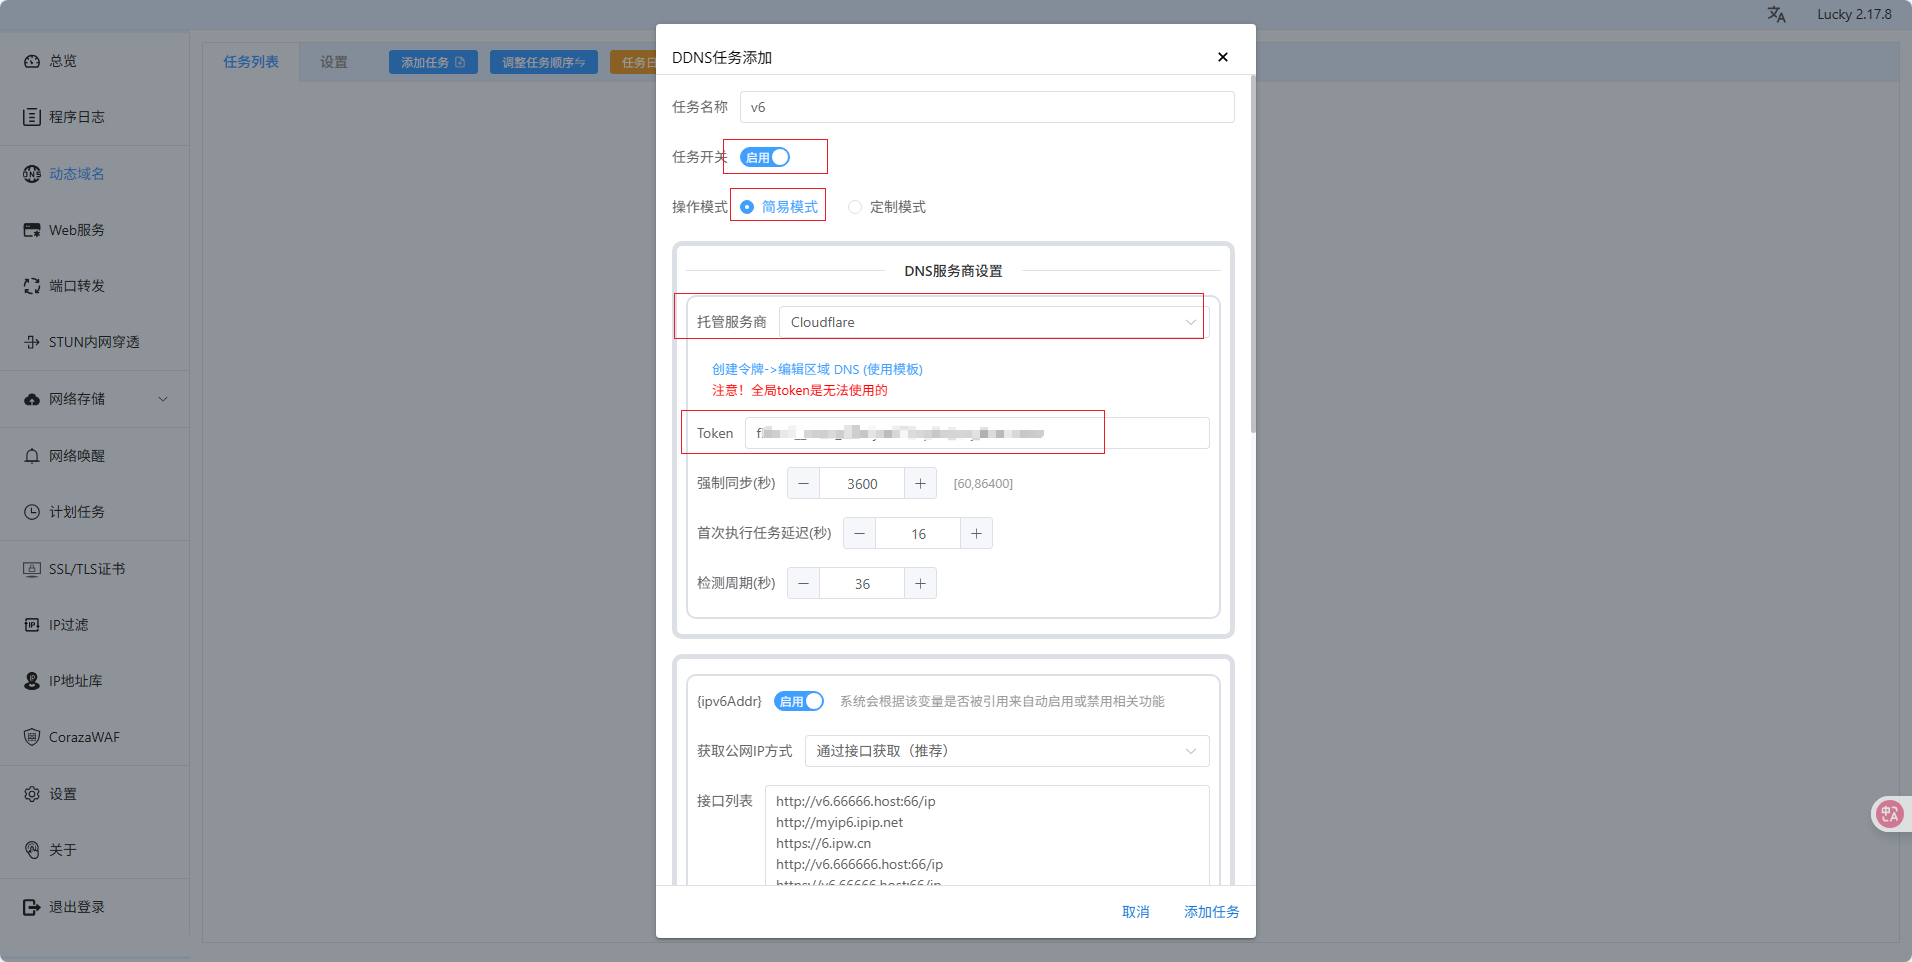 Lucky 2.17.8
总览
程序日志
动态域名
Web服务
端口转发
STUN内网穿透
网络存储
网络唤醒
计划任务
SSL/TLS证书
IP过滤
IP地址库
CorazaWAF
设置
关于
退出登录
任务列表
设置
添加任务
调整任务顺序
任务日
DDNS任务添加
任务名称
v6
任务开关
启用
操作模式
简易模式
定制模式
DNS服务商设置
托管服务商
Cloudflare
创建令牌->编辑区域 DNS (使用模板)
注意！全局token是无法使用的
Token
强制同步(秒)
3600
[60,86400]
首次执行任务延迟(秒)
16
检测周期(秒)
36
{ipv6Addr}
启用
系统会根据该变量是否被引用来自动启用或禁用相关功能
获取公网IP方式
通过接口获取（推荐）
接口列表
http://v6.66666.host:66/ip
http://myip6.ipip.net
https://6.ipw.cn
http://v6.666666.host:66/ip
https://v6.66666.host:66/ip
取消
添加任务